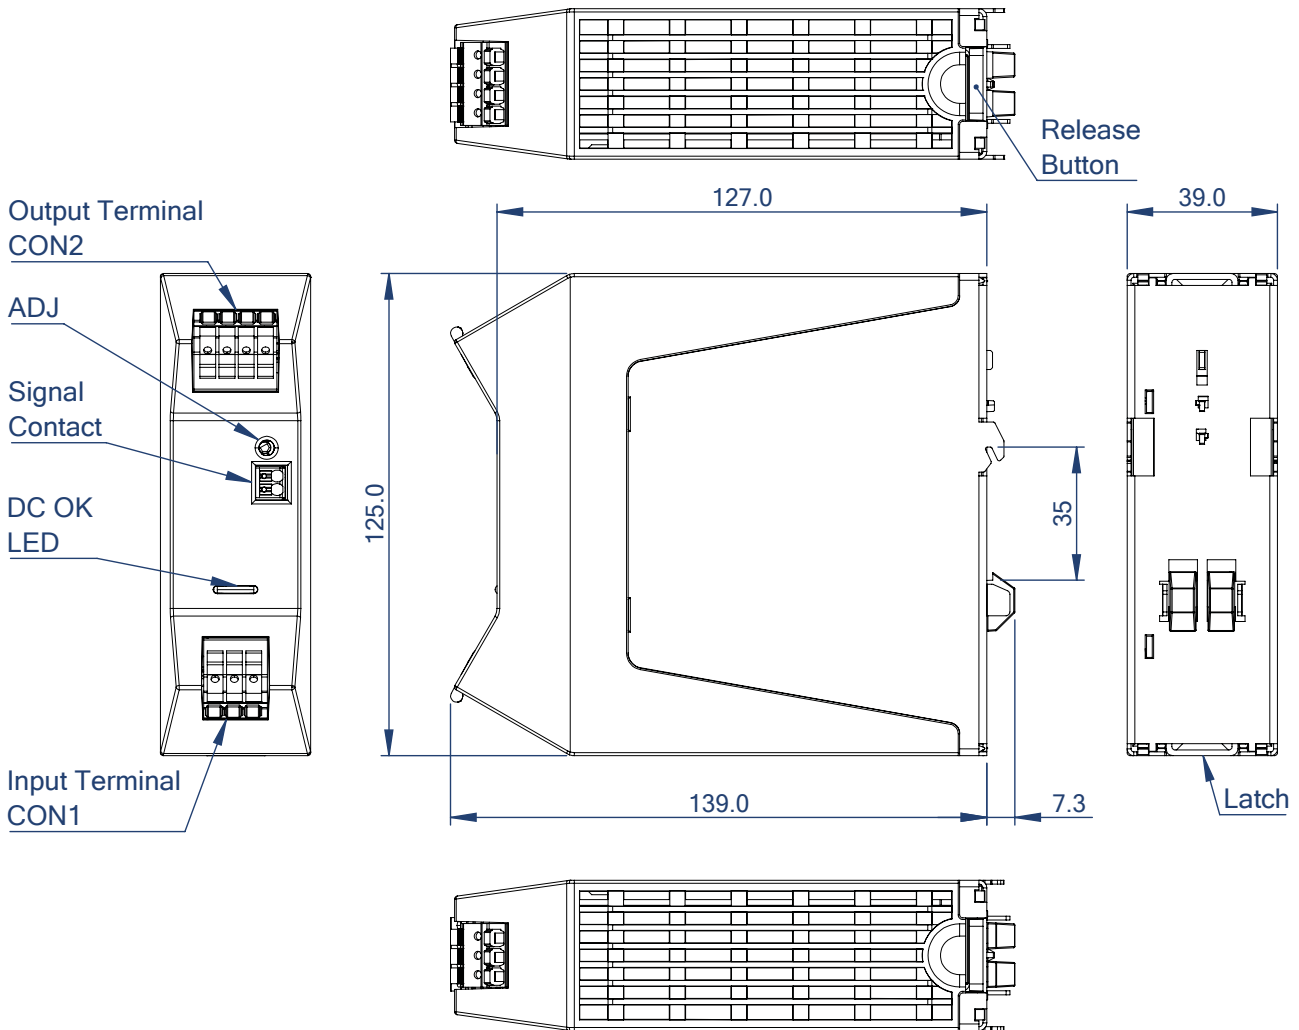 Release
Button
127.0
39.0
Output Terminal
CON2
ADJ
Signal
Contact
DC OK
LED
125.0
35
Input Terminal
CON1
139.0
7.3
Latch